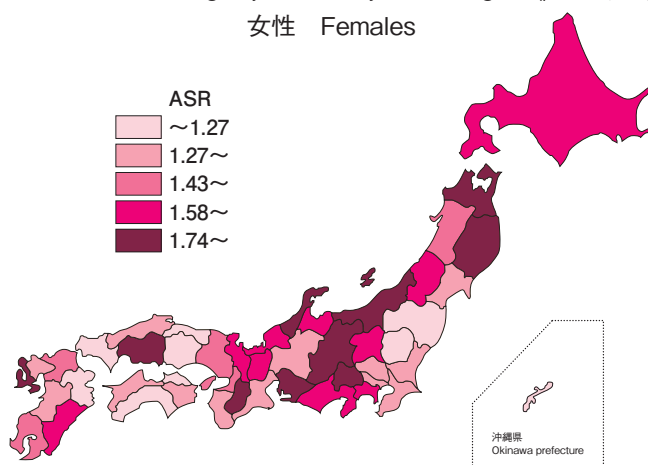 女性 Females
ASR
～1.27
1.27～
1.43～
1.58～
1.74～
沖縄県
Okinawa prefecture